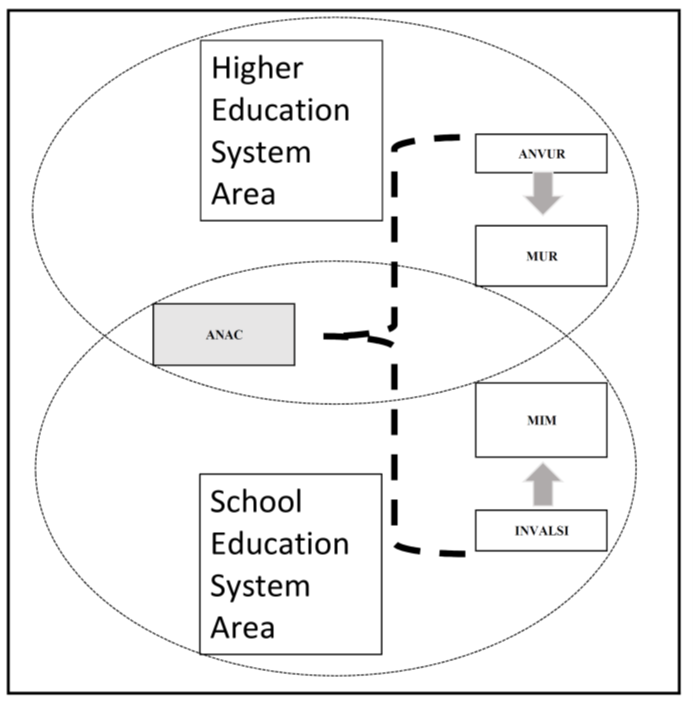 Higher
Education
System
Area
ANVUR
MUR
ANAC
MIM
INVALSI
School
Education
System
Area